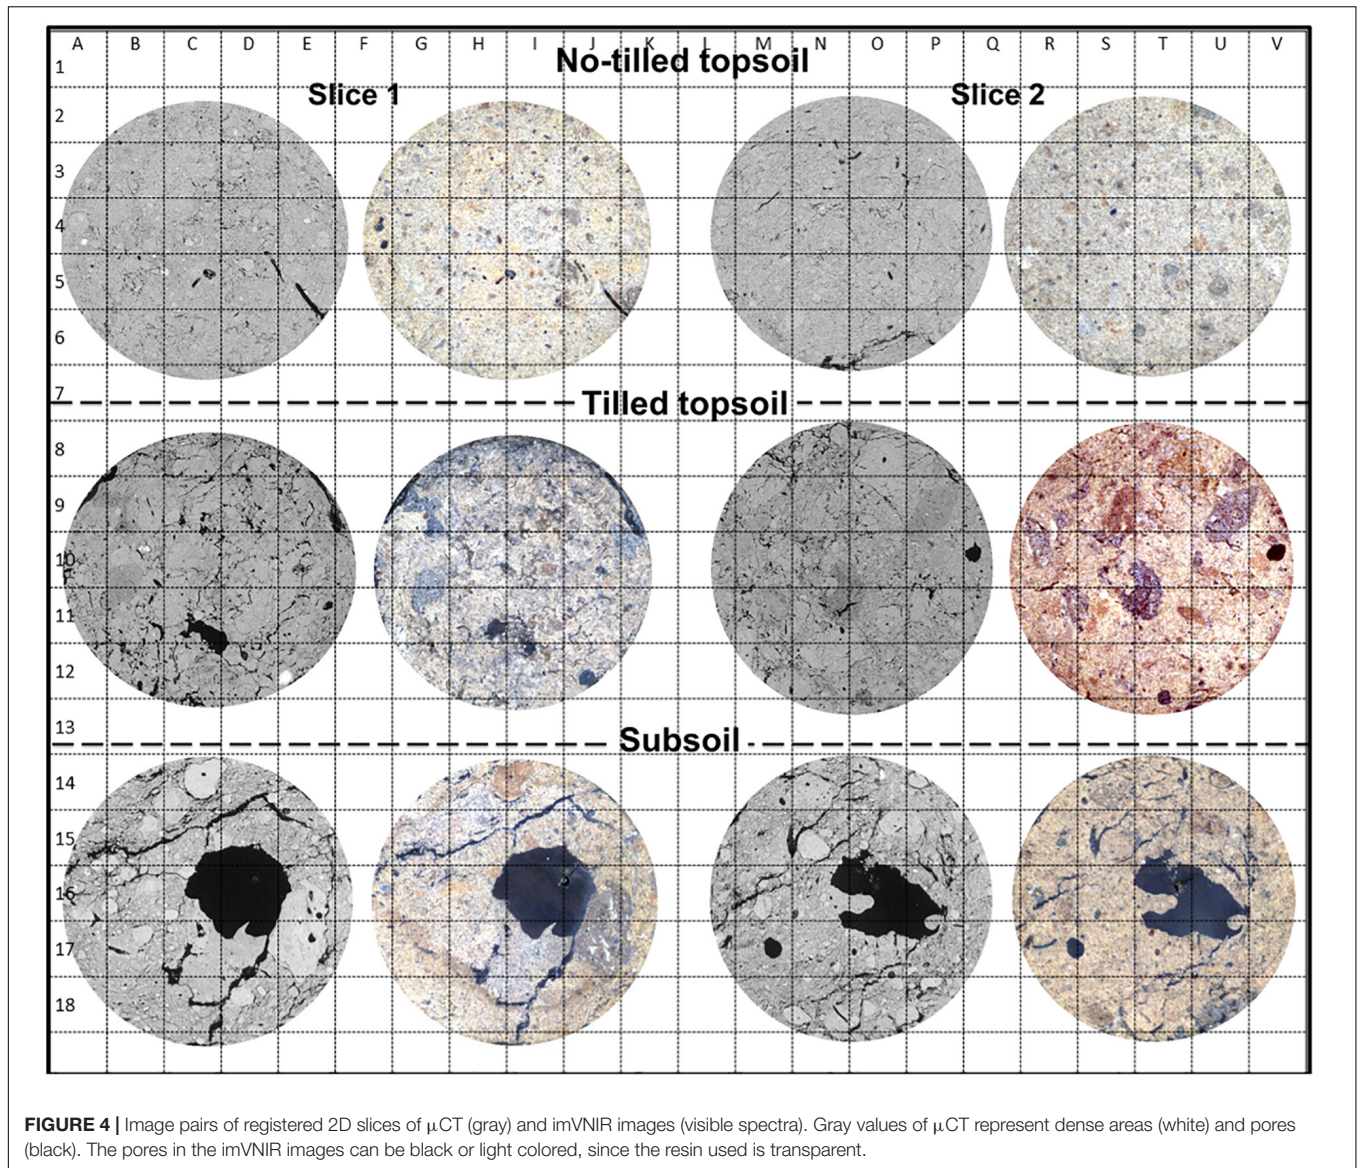 A B C D E F G H I J K L M N O P Q R S T U V
No-tilled topsoil
1
Slice 1 Slice 2
2
3
4
5
6
7
Tilled topsoil
8
9
10
11
12
13
Subsoil
14
15
16
17
18
FIGURE 4 | Image pairs of registered 2D slices of μCT (gray) and imVNIR images (visible spectra). Gray values of μCT represent dense areas (white) and pores
(black). The pores in the imVNIR images can be black or light colored, since the resin used is transparent.